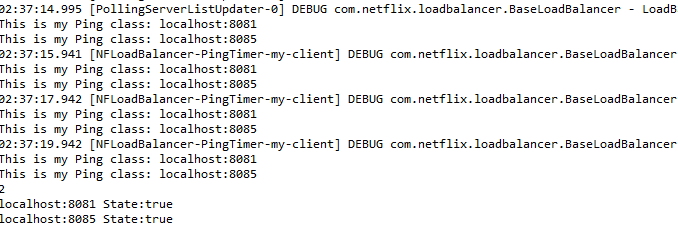 02:37:14.995 [PollingServerListUpdater-0] DEBUG com.netflix.loadbalancer.BaseLoadBalancer - LoadB
This is my Ping class: localhost:8081
This is my Ping class: localhost:8085
02:37:15.941 [NFLoadBalancer-PingTimer-my-client] DEBUG com.netflix.loadbalancer.BaseLoadBalancer
This is my Ping class: localhost:8081
This is my Ping class: localhost:8085
02:37:17.942 [NFLoadBalancer-PingTimer-my-client] DEBUG com.netflix.loadbalancer.BaseLoadBalancer
This is my Ping class: localhost:8081
This is my Ping class: localhost:8085
02:37:19.942 [NFLoadBalancer-PingTimer-my-client] DEBUG com.netflix.loadbalancer.BaseLoadBalancer
This is my Ping class: localhost:8081
This is my Ping class: localhost:8085
2
localhost:8081 State:true
localhost:8085 State:true